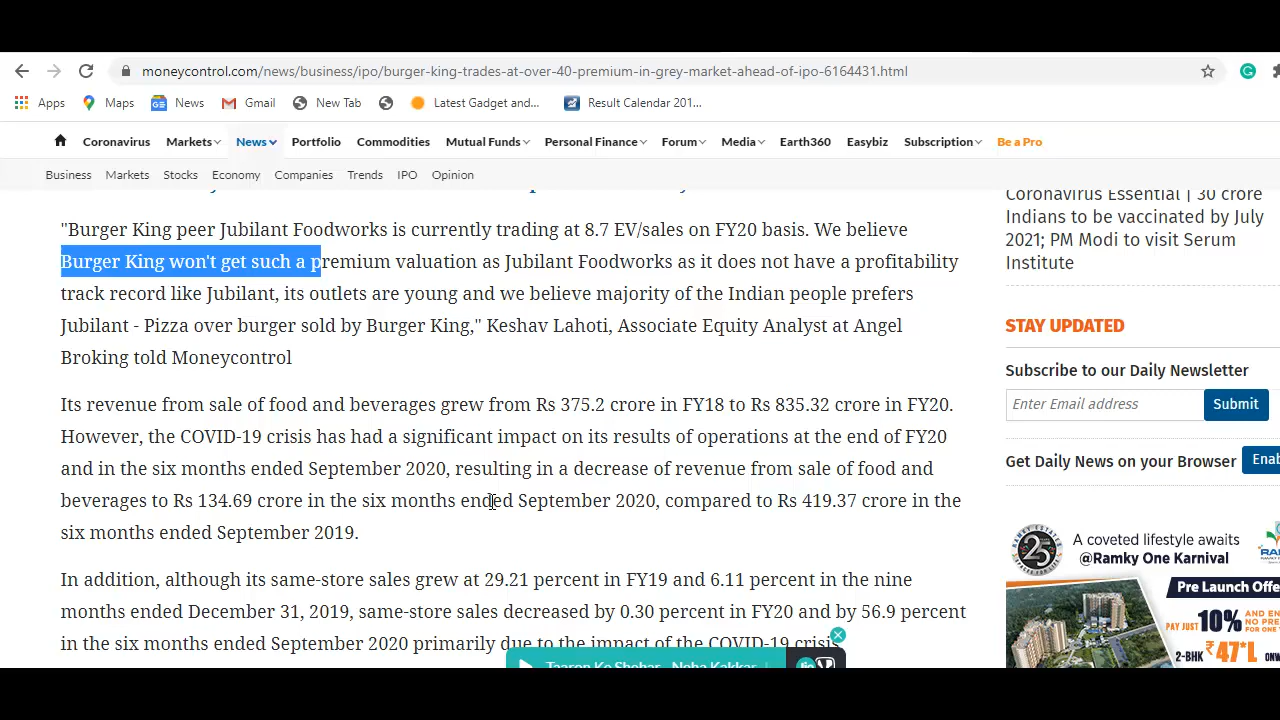 moneycontrol.com/news/business/ipo/burger-king-trades-at-over-40-premium-in-grey-market-ahead-of-ipo-6164431.html
Apps Maps News Gmail New Tab Latest Gadget and... Result Calendar 201...
Coronavirus Markets News Portfolio Commodities Mutual Funds Personal Finance Forum Media Earth360 Easybiz Subscription Be a Pro
Business Markets Stocks Economy Companies Trends IPO Opinion
"Burger King peer Jubilant Foodworks is currently trading at 8.7 EV/sales on FY20 basis. We believe
Burger King won't get such a premium valuation as Jubilant Foodworks as it does not have a profitability
track record like Jubilant, its outlets are young and we believe majority of the Indian people prefers
Jubilant - Pizza over burger sold by Burger King," Keshav Lahoti, Associate Equity Analyst at Angel
Broking told Moneycontrol
Its revenue from sale of food and beverages grew from Rs 375.2 crore in FY18 to Rs 835.32 crore in FY20.
However, the COVID-19 crisis has had a significant impact on its results of operations at the end of FY20
and in the six months ended September 2020, resulting in a decrease of revenue from sale of food and
beverages to Rs 134.69 crore in the six months ended September 2020, compared to Rs 419.37 crore in the
six months ended September 2019.
In addition, although its same-store sales grew at 29.21 percent in FY19 and 6.11 percent in the nine
months ended December 31, 2019, same-store sales decreased by 0.30 percent in FY20 and by 56.9 percent
in the six months ended September 2020 primarily due to the impact of the COVID-19 crisis
Taaron Ke Shehar Neha Kakkar
Coronavirus Essential | 30 crore
Indians to be vaccinated by July
2021; PM Modi to visit Serum
Institute
STAY UPDATED
Subscribe to our Daily Newsletter
Enter Email address Submit
Get Daily News on your Browser Enab
25
A coveted lifestyle awaits
@Ramky One Karnival
Pre Launch Offe
PAY JUST 10%
2-BHK ₹47*L